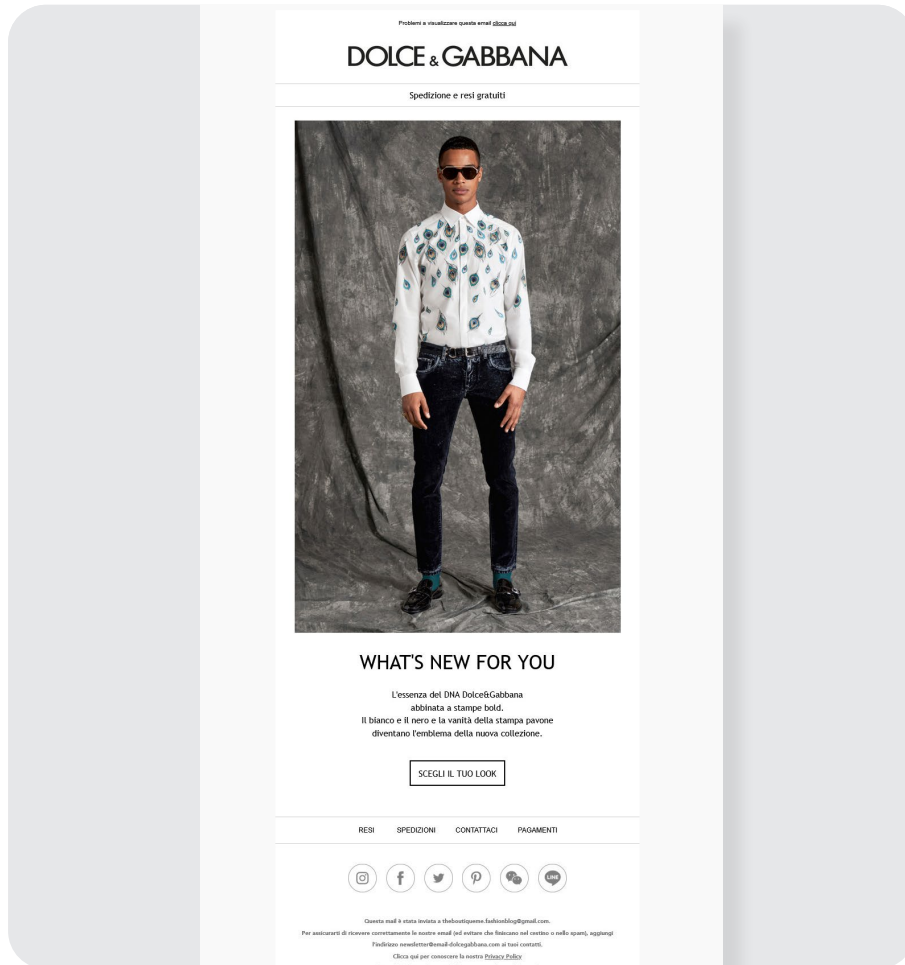 Problemi a visualizzare questa email clicca qui
DOLCE & GABBANA
Spedizione e resi gratuiti
WHAT'S NEW FOR YOU
L'essenza del DNA Dolce&Gabbana
abbinata a stampe bold.
Il bianco e il nero e la vanità della stampa pavone
diventano l'emblema della nuova collezione.
SCEGLI IL TUO LOOK
RESI SPEDIZIONI CONTATTACI PAGAMENTI
LINE
Questa mail è stata inviata a theboutiqueme.fashionblog@gmail.com.
Per assicurarti di ricevere correttamente le nostre email (ed evitare che finiscano nel cestino o nello spam), aggiungi
l'indirizzo newsletter@email-dolcegabbana.com ai tuoi contatti.
Clicca qui per conoscere la nostra Privacy Policy